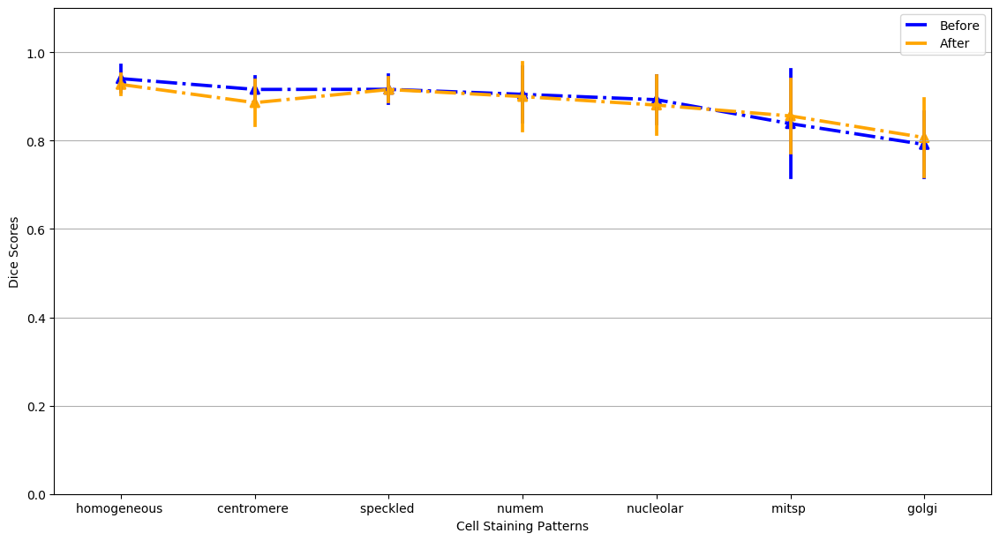 Before
After
1.0
0.8
0.6
0.4
0.2
0.0
Dice Scores
homogeneous centromere speckled numem nucleolar mitsp golgi
Cell Staining Patterns